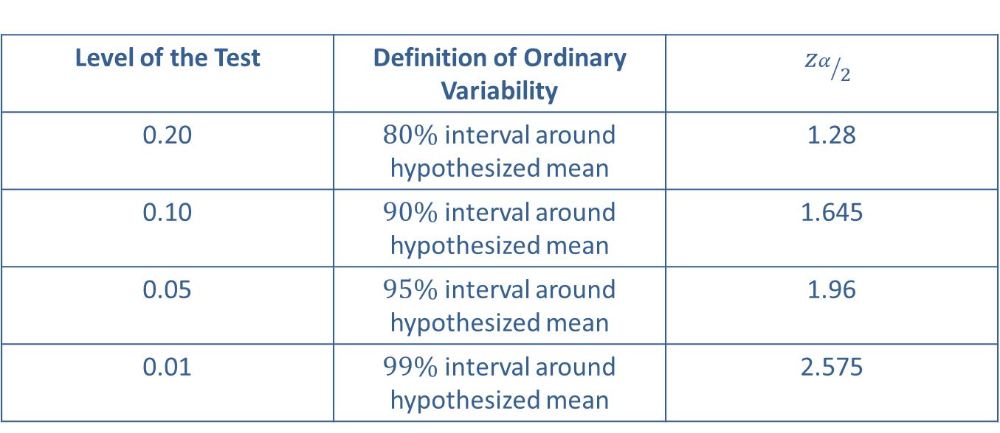 Level of the Test
Definition of Ordinary
Variability
zα/2
0.20
80% interval around
hypothesized mean
1.28
0.10
90% interval around
hypothesized mean
1.645
0.05
95% interval around
hypothesized mean
1.96
0.01
99% interval around
hypothesized mean
2.575